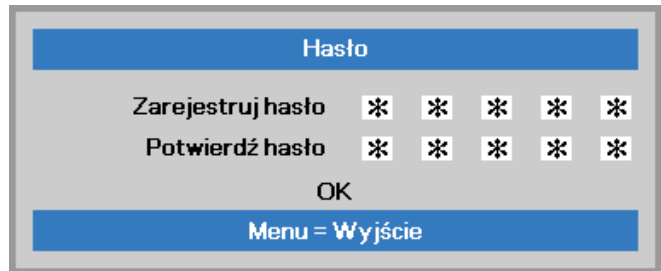 Hasło
Zarejestruj hasło * * * * *
Potwierdź hasło * * * * *
OK
Menu = Wyjście